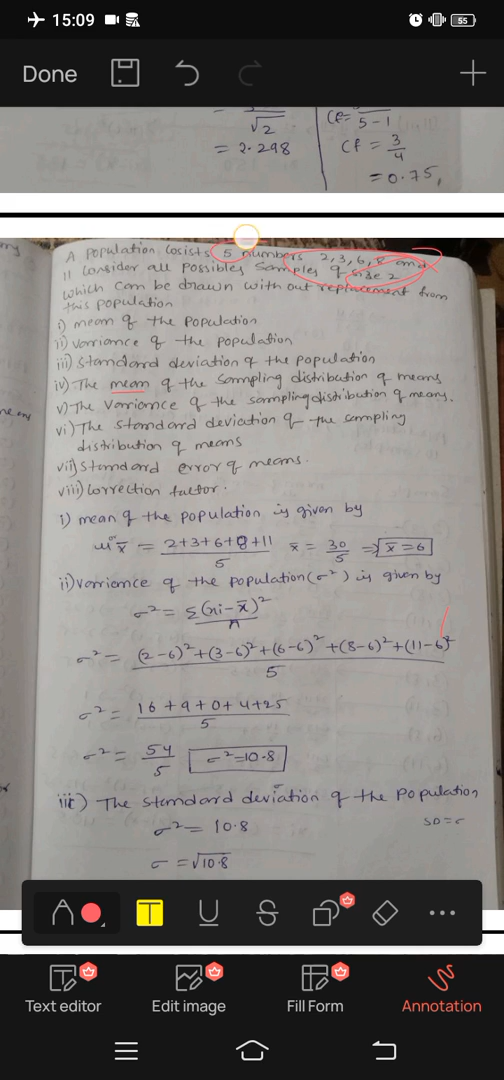 15:09
55
Done
√2
= 2.298
CF = 5-1
CF = 3/4
= 0.75,
A population cosists 5 numbers 2, 3, 6, 8 and
11 consider all possibles samples of size 2
which can be drawn with out replacement from
this population
i) mean of the population
ii) variance of the population
iii) standard deviation of the population
iv) The mean of the sampling distribution of means
v) The variance of the sampling distribution of means.
vi) The standard deviation of the sampling
distribution of means
vii) standard error of means.
viii) correction factor.
1) mean of the population is given by
x̄ = 2+3+6+8+11 / 5 x̄ = 30/5 ⇒ x̄ = 6
ii) variance of the population (σ²) is given by
σ² = Σ(xi - x̄)² / n
σ² = (2-6)² + (3-6)² + (6-6)² + (8-6)² + (11-6)² / 5
σ² = 16 + 9 + 0 + 4 + 25 / 5
σ² = 54/5 σ² = 10.8
iii) The standard deviation of the population
σ² = 10.8 SD = σ
σ = √10.8
T
U
S
Text editor
Edit image
Fill Form
Annotation